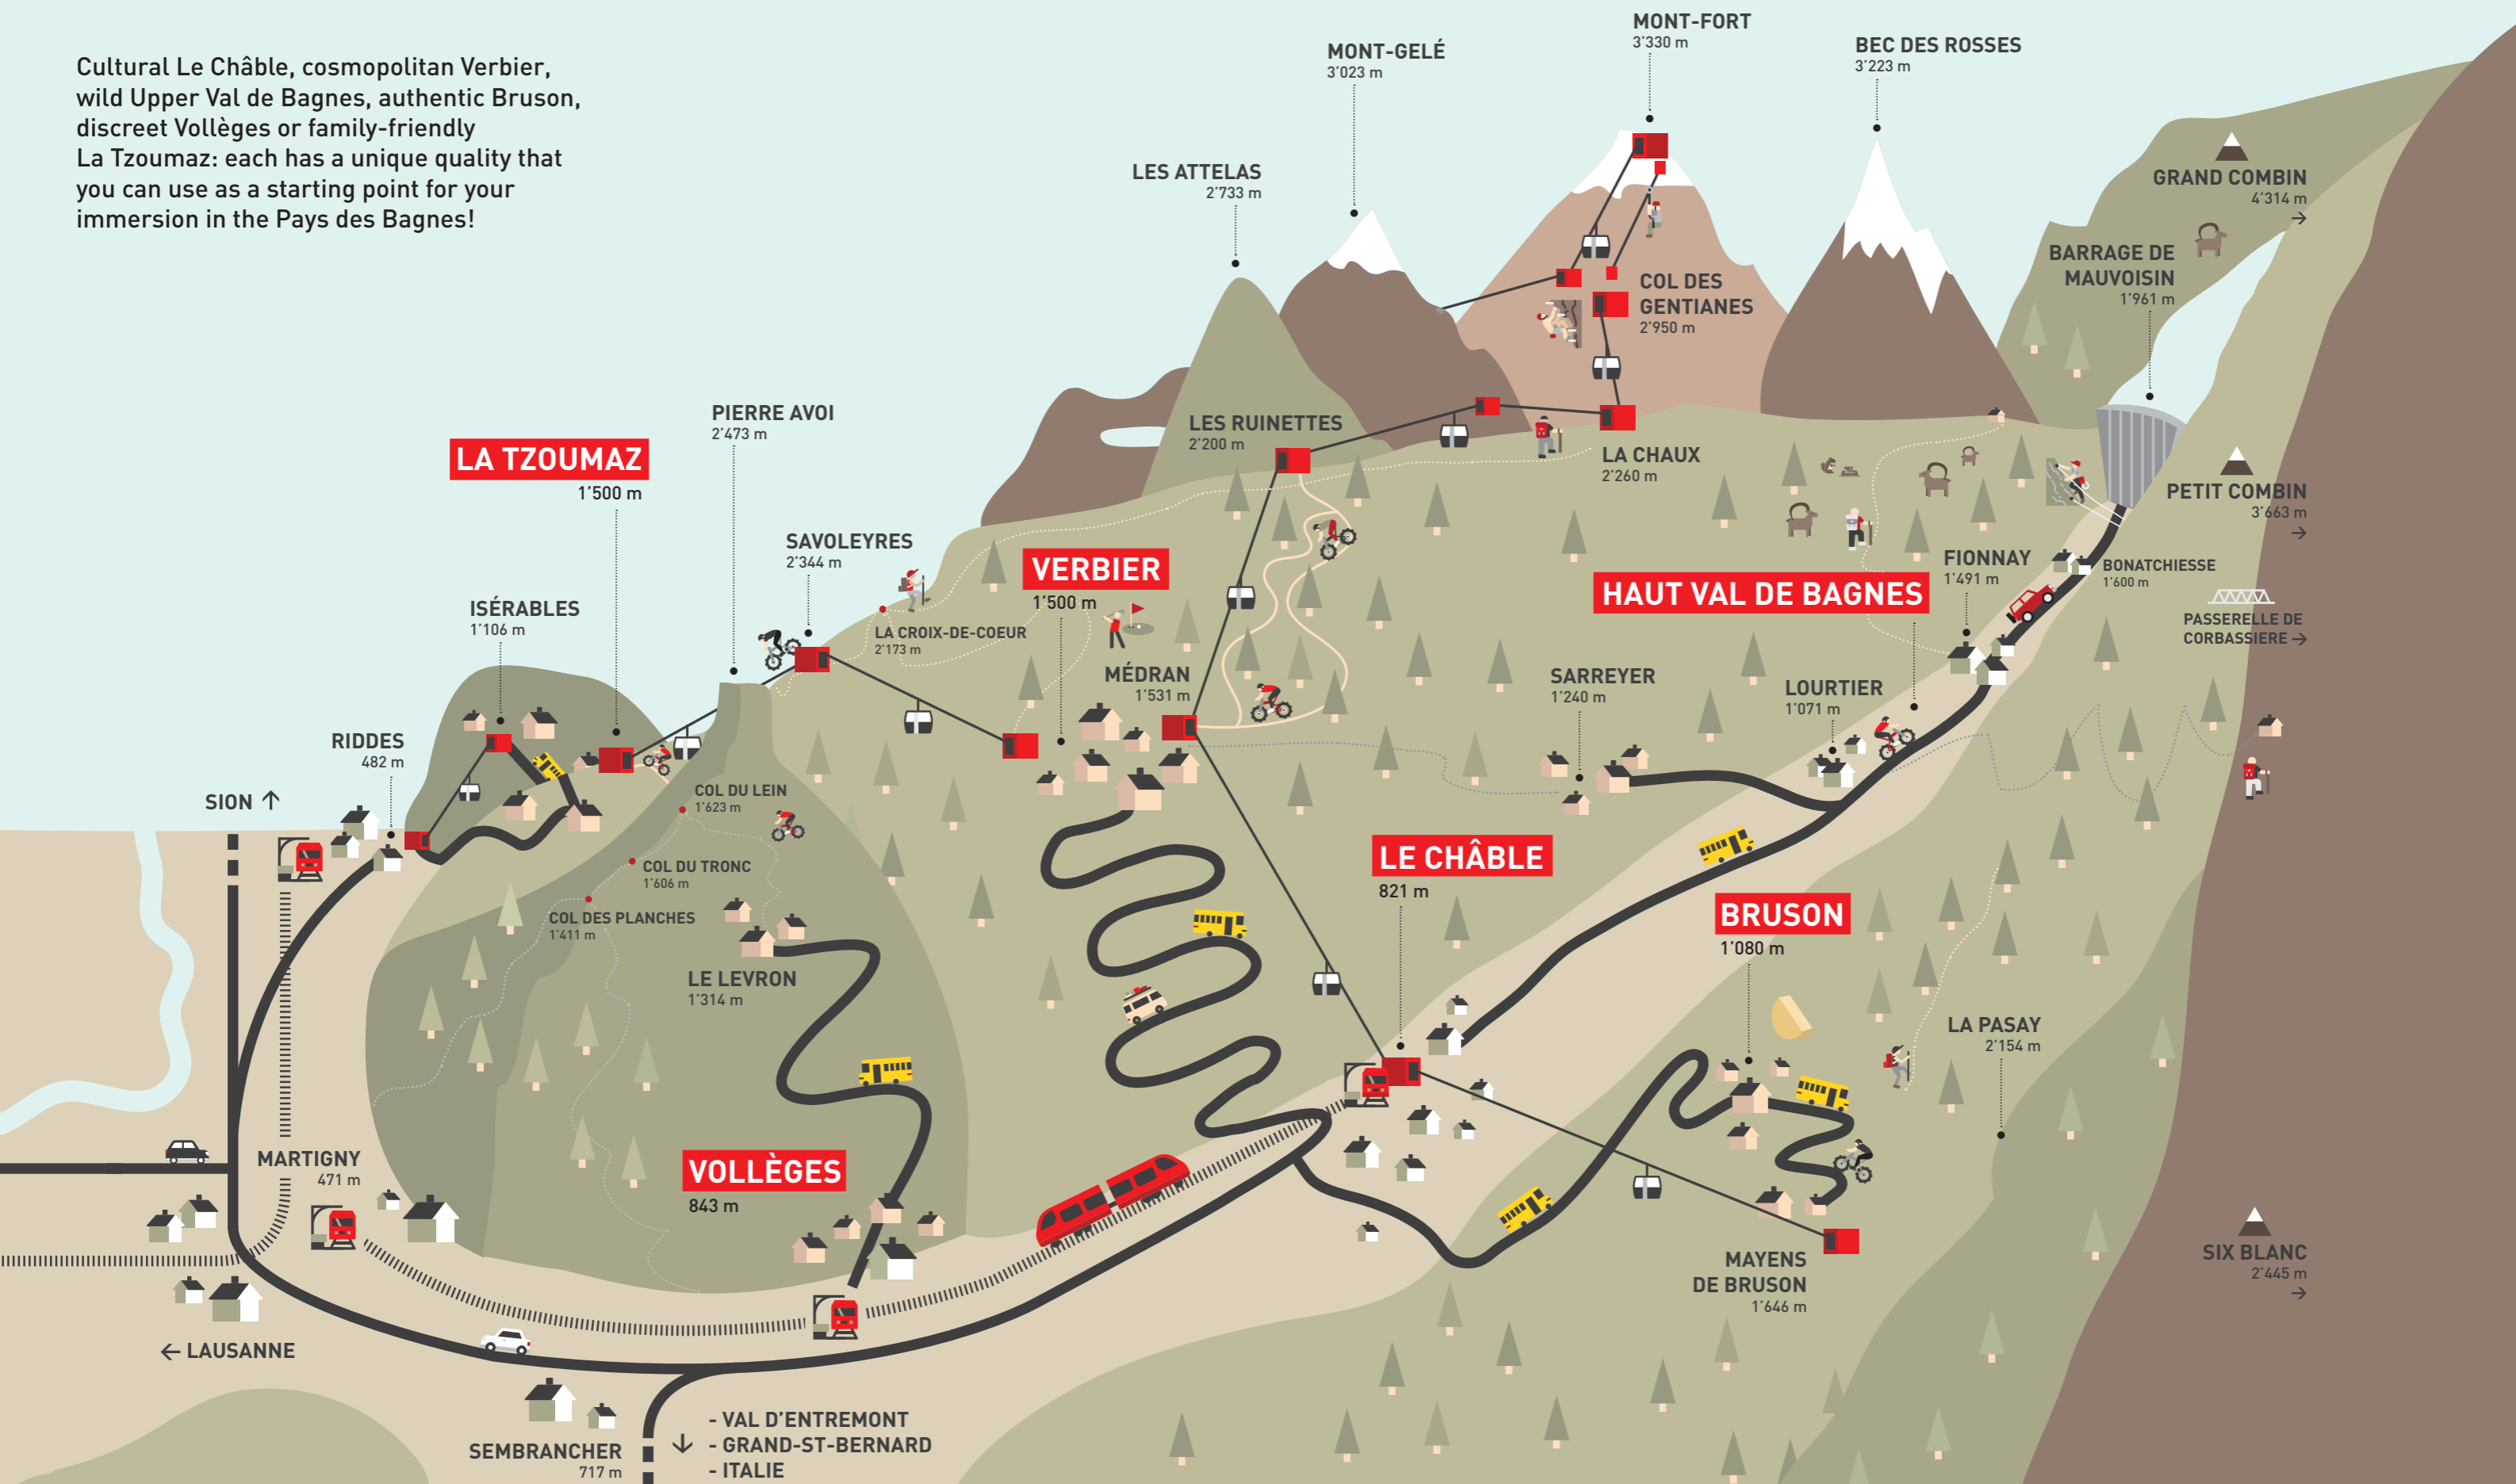 Cultural Le Châble, cosmopolitan Verbier,
wild Upper Val de Bagnes, authentic Bruson,
discreet Vollèges or family-friendly
La Tzoumaz: each has a unique quality that
you can use as a starting point for your
immersion in the Pays des Bagnes!
MONT-FORT
3'330 m
MONT-GELÉ
3'023 m
BEC DES ROSSES
3'223 m
LES ATTELAS
2'733 m
GRAND COMBIN
4'314 m
→
BARRAGE DE
MAUVOISIN
1'961 m
COL DES
GENTIANES
2'950 m
PIERRE AVOI
2'473 m
LES RUINETTES
2'200 m
LA TZOUMAZ
1'500 m
LA CHAUX
2'260 m
PETIT COMBIN
3'663 m
→
SAVOLEYRES
2'344 m
VERBIER
1'500 m
HAUT VAL DE BAGNES
FIONNAY
1'491 m
BONATCHIESSE
1'600 m
ISÉRABLES
1'106 m
LA CROIX-DE-COEUR
2'173 m
PASSERELLE DE
CORBASSIERE →
MÉDRAN
1'531 m
SARREYER
1'240 m
LOURTIER
1'071 m
RIDDES
482 m
SION ↑
COL DU LEIN
1'623 m
COL DU TRONC
1'606 m
COL DES PLANCHES
1'411 m
LE CHÂBLE
821 m
BRUSON
1'080 m
LE LEVRON
1'314 m
LA PASAY
2'154 m
MARTIGNY
471 m
VOLLÈGES
843 m
MAYENS
DE BRUSON
1'646 m
SIX BLANC
2'445 m
→
← LAUSANNE
SEMBRANCHER
717 m
↓
- VAL D'ENTREMONT
- GRAND-ST-BERNARD
- ITALIE